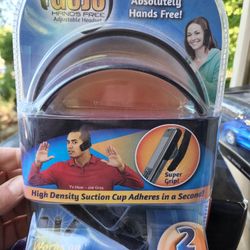 HANDS FREE
Adjustable Headset
Absolutely
Hands Free!
Super
Grip!
High Density Suction Cup Adheres in a Second!
2